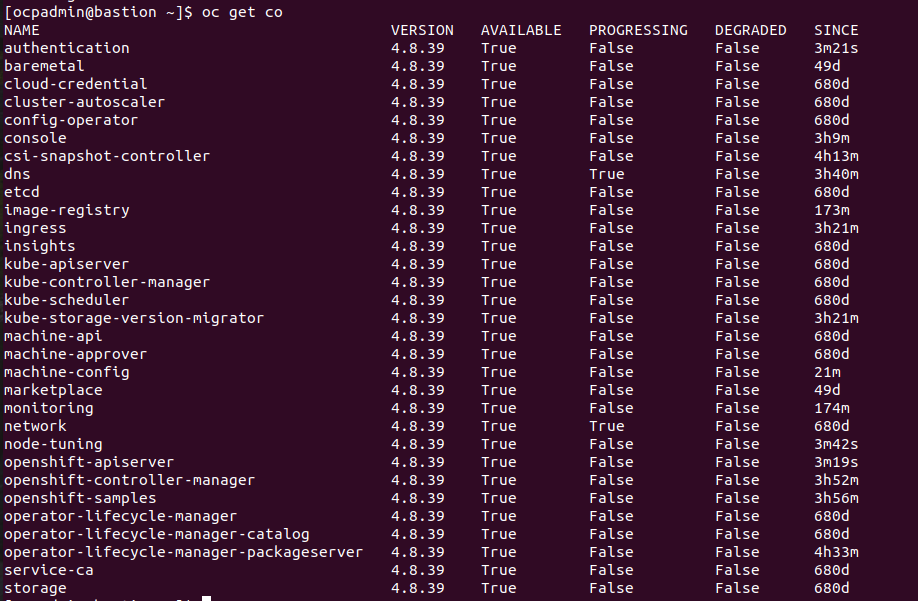 [ocpadmin@bastion ~]$ oc get co
NAME VERSION AVAILABLE PROGRESSING DEGRADED SINCE
authentication 4.8.39 True False False 3m21s
baremetal 4.8.39 True False False 49d
cloud-credential 4.8.39 True False False 680d
cluster-autoscaler 4.8.39 True False False 680d
config-operator 4.8.39 True False False 680d
console 4.8.39 True False False 3h9m
csi-snapshot-controller 4.8.39 True False False 4h13m
dns 4.8.39 True True False 3h40m
etcd 4.8.39 True False False 680d
image-registry 4.8.39 True False False 173m
ingress 4.8.39 True False False 3h21m
insights 4.8.39 True False False 680d
kube-apiserver 4.8.39 True False False 680d
kube-controller-manager 4.8.39 True False False 680d
kube-scheduler 4.8.39 True False False 680d
kube-storage-version-migrator 4.8.39 True False False 3h21m
machine-api 4.8.39 True False False 680d
machine-approver 4.8.39 True False False 680d
machine-config 4.8.39 True False False 21m
marketplace 4.8.39 True False False 49d
monitoring 4.8.39 True False False 174m
network 4.8.39 True True False 680d
node-tuning 4.8.39 True False False 3m42s
openshift-apiserver 4.8.39 True False False 3m19s
openshift-controller-manager 4.8.39 True False False 3h52m
openshift-samples 4.8.39 True False False 3h56m
operator-lifecycle-manager 4.8.39 True False False 680d
operator-lifecycle-manager-catalog 4.8.39 True False False 680d
operator-lifecycle-manager-packageserver 4.8.39 True False False 4h33m
service-ca 4.8.39 True False False 680d
storage 4.8.39 True False False 680d